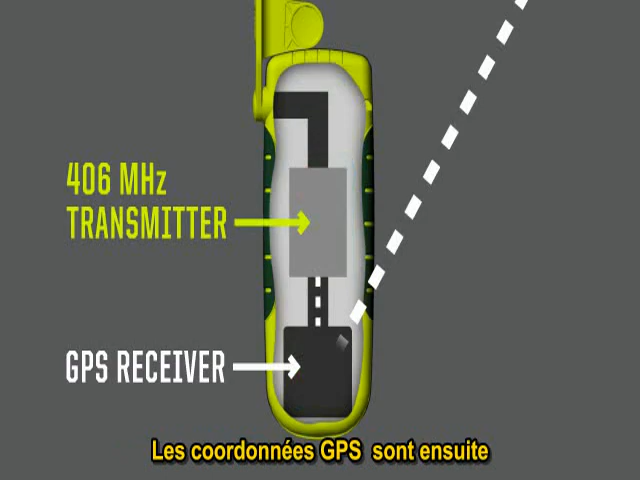 406 MHz
TRANSMITTER
GPS RECEIVER
Les coordonnées GPS sont ensuite